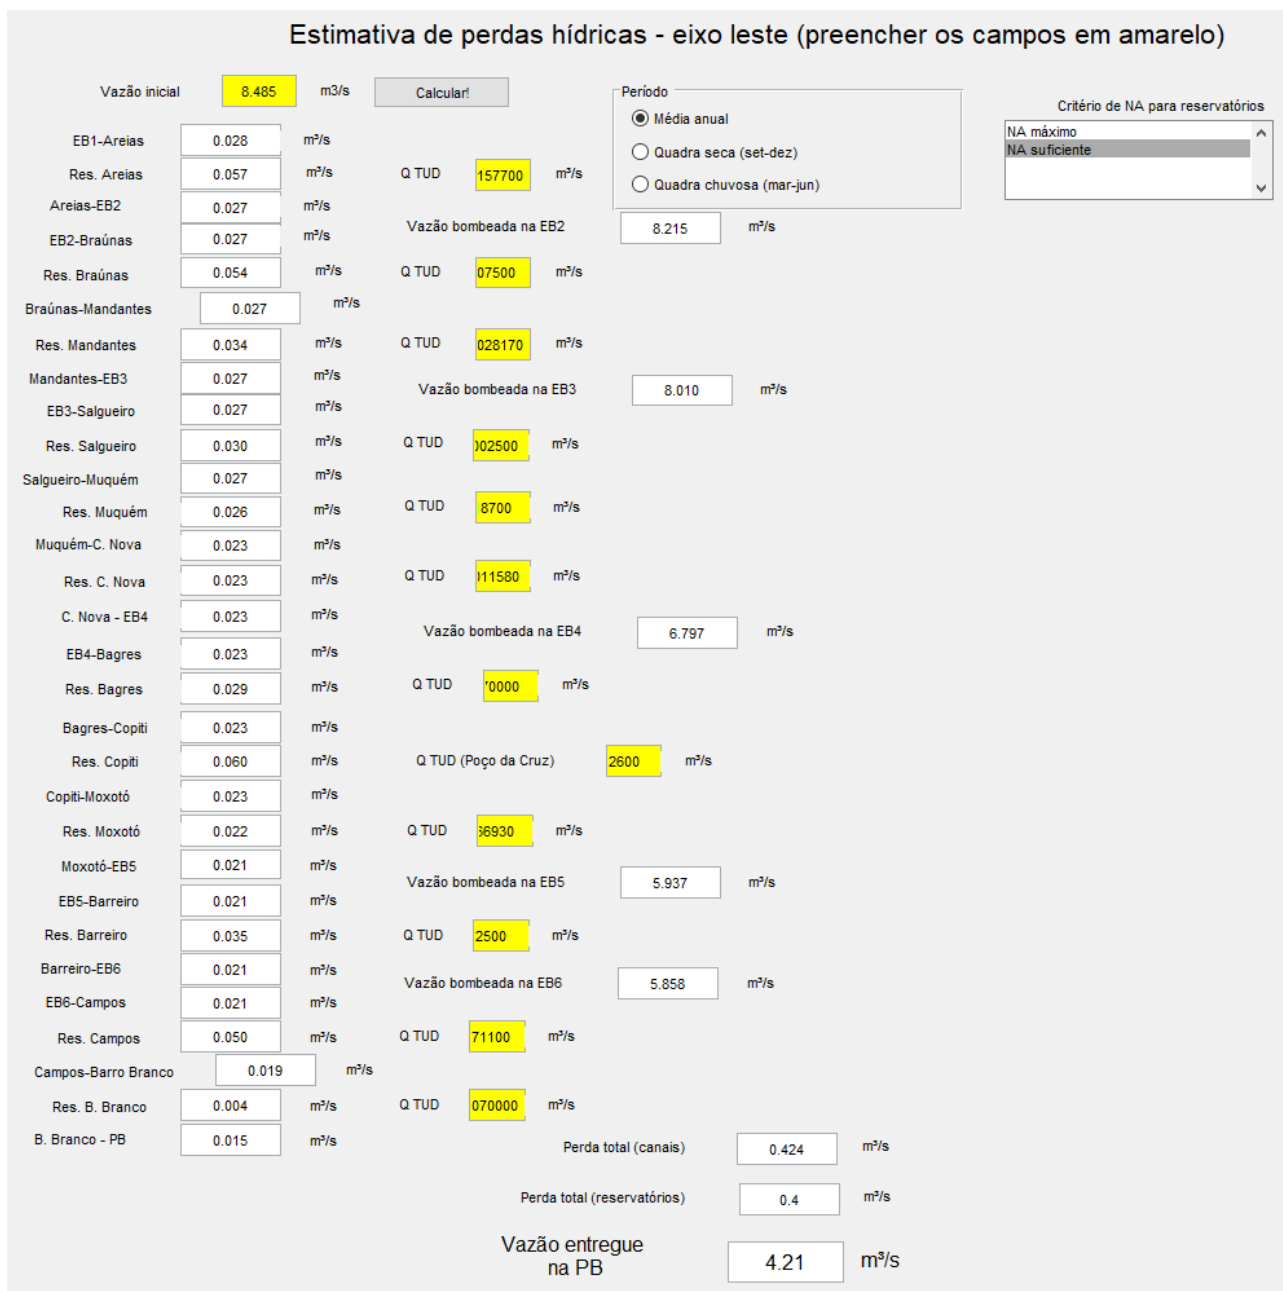 Estimativa de perdas hídricas - eixo leste (preencher os campos em amarelo)
Vazão inicial 8.485 m3/s Calcular!
Período
Média anual
Quadra seca (set-dez)
Quadra chuvosa (mar-jun)
Critério de NA para reservatórios
NA máximo
NA suficiente
EB1-Areias 0.028 m³/s
Res. Areias 0.057 m³/s Q TUD 157700 m³/s
Areias-EB2 0.027 m³/s
Vazão bombeada na EB2 8.215 m³/s
EB2-Braúnas 0.027 m³/s
Res. Braúnas 0.054 m³/s Q TUD 07500 m³/s
Braúnas-Mandantes 0.027 m³/s
Res. Mandantes 0.034 m³/s Q TUD 028170 m³/s
Mandantes-EB3 0.027 m³/s
Vazão bombeada na EB3 8.010 m³/s
EB3-Salgueiro 0.027 m³/s
Res. Salgueiro 0.030 m³/s Q TUD 002500 m³/s
Salgueiro-Muquém 0.027 m³/s
Res. Muquém 0.026 m³/s Q TUD 8700 m³/s
Muquém-C. Nova 0.023 m³/s
Res. C. Nova 0.023 m³/s Q TUD 011580 m³/s
C. Nova - EB4 0.023 m³/s
Vazão bombeada na EB4 6.797 m³/s
EB4-Bagres 0.023 m³/s
Res. Bagres 0.029 m³/s Q TUD 70000 m³/s
Bagres-Copiti 0.023 m³/s
Res. Copiti 0.060 m³/s Q TUD (Poço da Cruz) 2600 m³/s
Copiti-Moxotó 0.023 m³/s
Res. Moxotó 0.022 m³/s Q TUD 66930 m³/s
Moxotó-EB5 0.021 m³/s
Vazão bombeada na EB5 5.937 m³/s
EB5-Barreiro 0.021 m³/s
Res. Barreiro 0.035 m³/s Q TUD 2500 m³/s
Barreiro-EB6 0.021 m³/s
Vazão bombeada na EB6 5.858 m³/s
EB6-Campos 0.021 m³/s
Res. Campos 0.050 m³/s Q TUD 71100 m³/s
Campos-Barro Branco 0.019 m³/s
Res. B. Branco 0.004 m³/s Q TUD 070000 m³/s
B. Branco - PB 0.015 m³/s
Perda total (canais) 0.424 m³/s
Perda total (reservatórios) 0.4 m³/s
Vazão entregue
na PB 4.21 m³/s